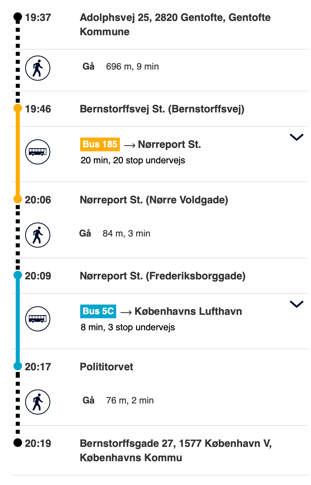 19:37 Adolphsvej 25, 2820 Gentofte, Gentofte
Kommune
Gå 696 m, 9 min
19:46 Bernstorffsvej St. (Bernstorffsvej)
Bus 185 → Nørreport St.
20 min, 20 stop undervejs
20:06 Nørreport St. (Nørre Voldgade)
Gå 84 m, 3 min
20:09 Nørreport St. (Frederiksborggade)
Bus 5C → Københavns Lufthavn
8 min, 3 stop undervejs
20:17 Polititorvet
Gå 76 m, 2 min
20:19 Bernstorffsgade 27, 1577 København V,
Københavns Kommu